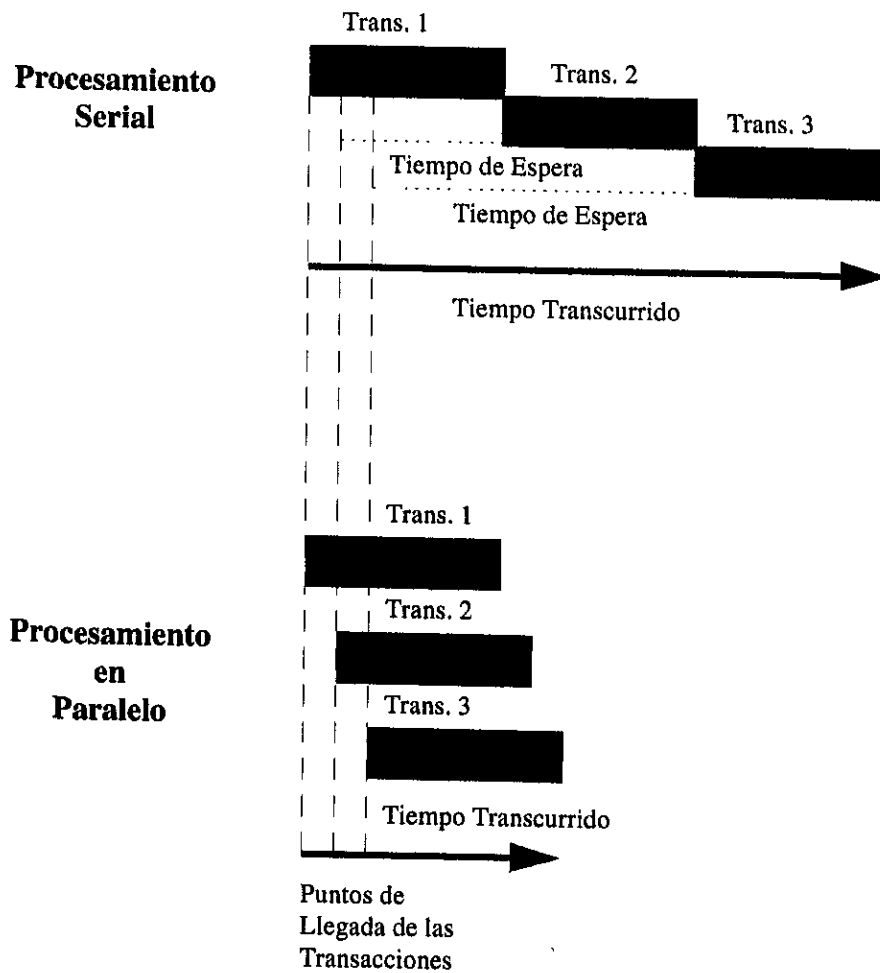 Trans. 1
Procesamiento
Serial
Trans. 2
Trans. 3
Tiempo de Espera
Tiempo de Espera
Tiempo Transcurrido
Trans. 1
Procesamiento
en
Paralelo
Trans. 2
Trans. 3
Tiempo Transcurrido
Puntos de
Llegada de las
Transacciones